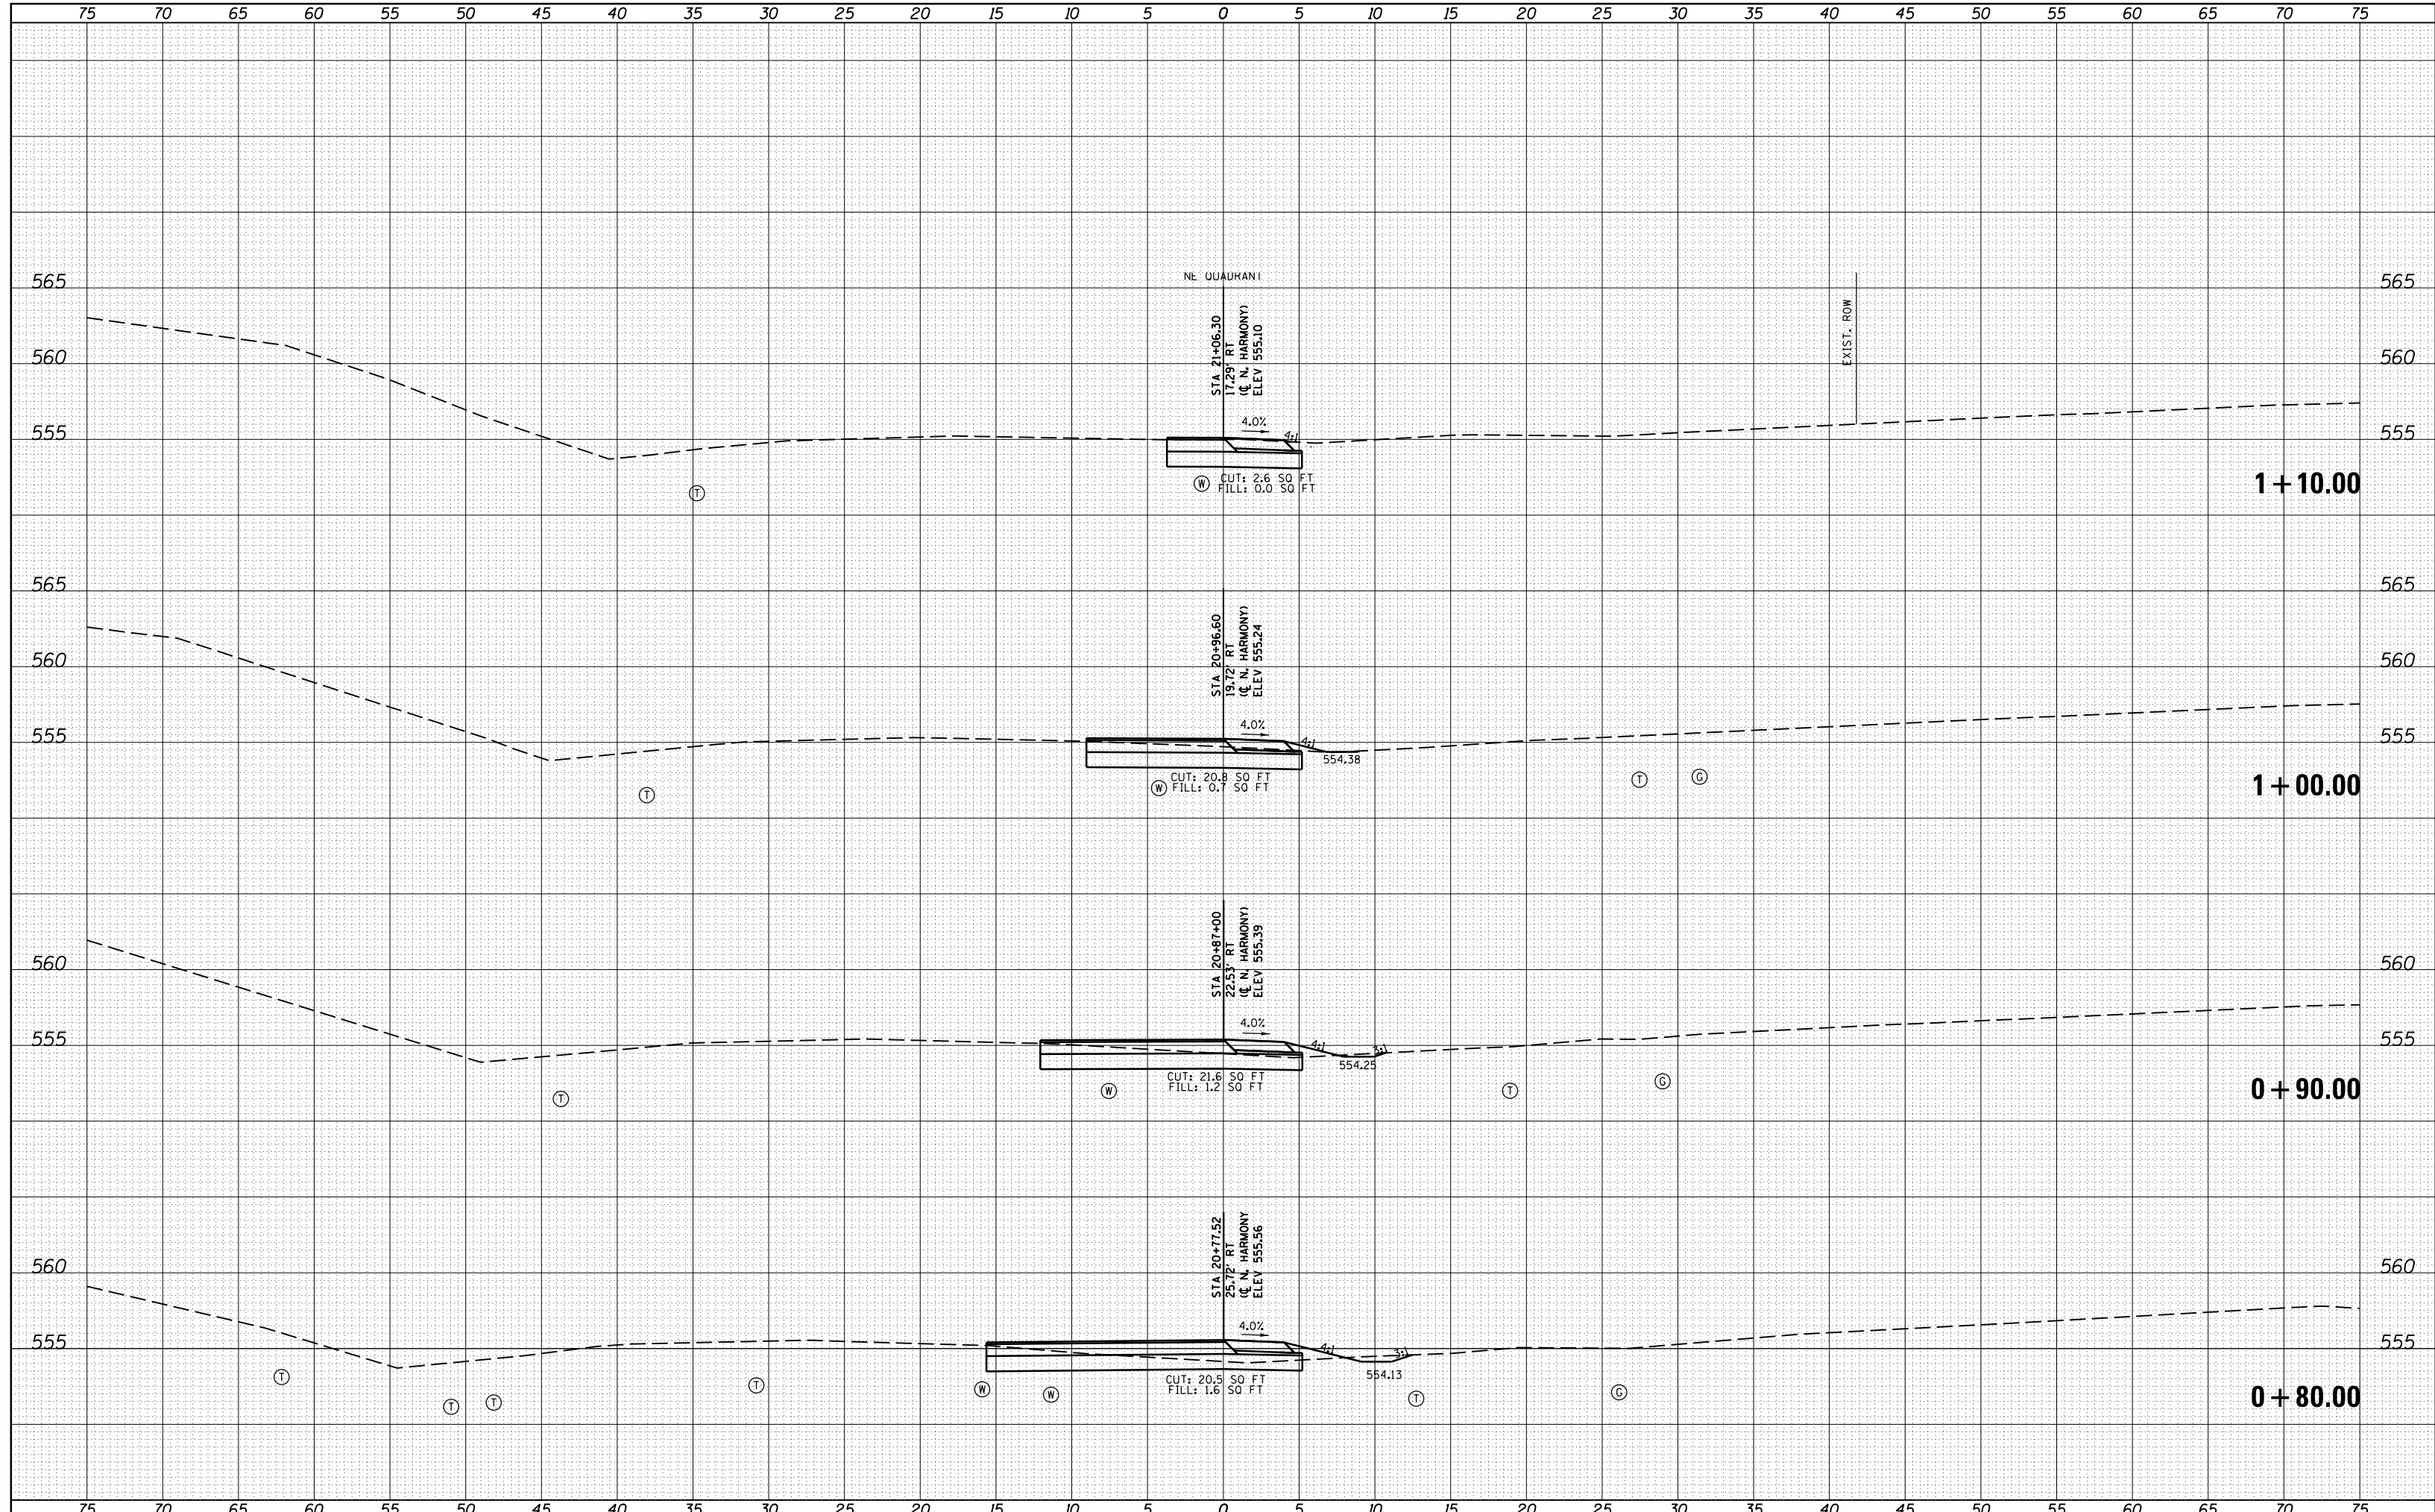 75 70 65 60 55 50 45 40 35 30 25 20 15 10 5 0 5 10 15 20 25 30 35 40 45 50 55 60 65 70 75
NE QUADRANT
565 565
STA 21+06.30
17.29' RT
(℄ N. HARMONY)
ELEV 555.10
EXIST. ROW
560 560
4.0%
4:1
555 555
CUT: 2.6 SQ FT
FILL: 0.0 SQ FT
W
T
1+10.00
565 565
STA 20+96.60
19.72' RT
(℄ N. HARMONY)
ELEV 555.24
560 560
4.0%
4:1
555 555
554.38
CUT: 20.8 SQ FT
FILL: 0.7 SQ FT
T W T G
1+00.00
STA 20+87+00
22.53' RT
(℄ N. HARMONY)
ELEV 555.39
560 560
4.0%
4:1 3:1
555 555
554.25
CUT: 21.6 SQ FT
FILL: 1.2 SQ FT
T W T G
0+90.00
STA 20+77.52
25.72' RT
(℄ N. HARMONY
ELEV 555.56
560 560
4.0%
4:1 3:1
555 555
554.13
CUT: 20.5 SQ FT
FILL: 1.6 SQ FT
T T T T W W T G
0+80.00
75 70 65 60 55 50 45 40 35 30 25 20 15 10 5 0 5 10 15 20 25 30 35 40 45 50 55 60 65 70 75